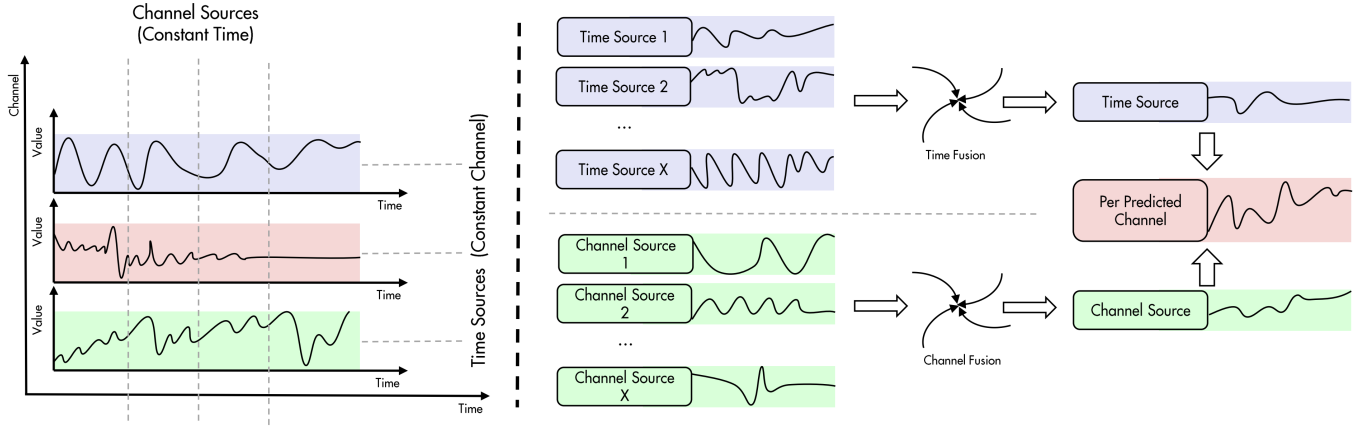 Channel Sources
(Constant Time)
Channel
Value
Time
Value
Time
Value
Time
Time
Time Sources (Constant Channel)
Time Source 1
Time Source 2
...
Time Source X
Time Fusion
Time Source
Per Predicted
Channel
Channel Source
1
Channel Source
2
...
Channel Source
X
Channel Fusion
Channel Source